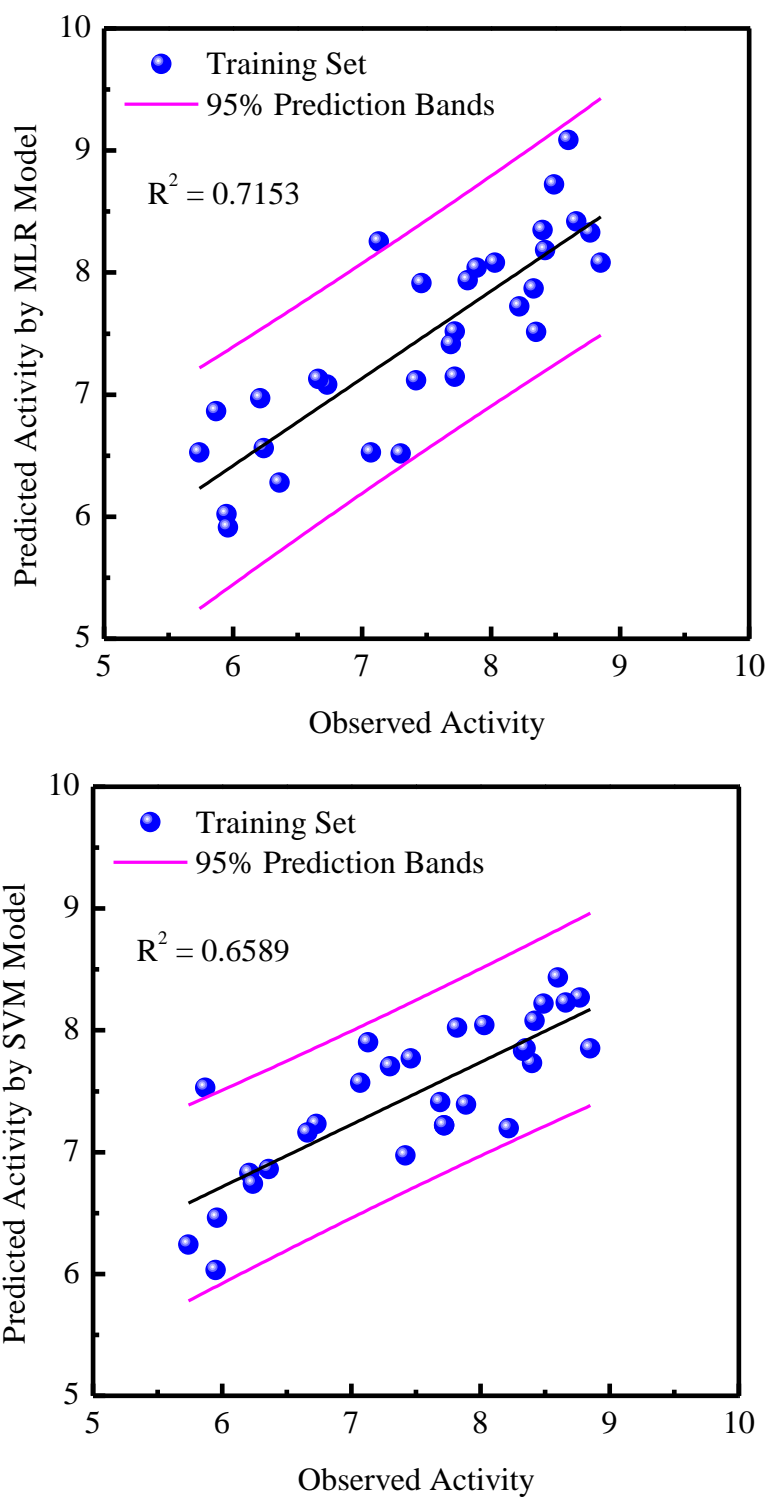 10
Training Set
95% Prediction Bands
9
R² = 0.7153
8
7
6
5
Predicted Activity by MLR Model
5 6 7 8 9 10
Observed Activity
10
Training Set
95% Prediction Bands
9
R² = 0.6589
8
7
6
5
Predicted Activity by SVM Model
5 6 7 8 9 10
Observed Activity